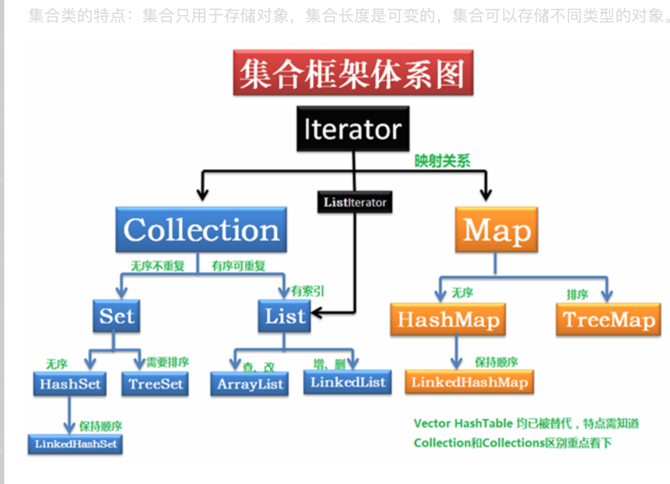 集合类的特点：集合只用于存储对象，集合长度是可变的，集合可以存储不同类型的对象。
集合框架体系图
Iterator
映射关系
ListIterator
Collection
Map
无序不重复
有序可重复
有索引
无序
排序
Set
List
HashMap
TreeMap
无序
需要排序
查、改
增、删
保持顺序
HashSet
TreeSet
ArrayList
LinkedList
LinkedHashMap
保持顺序
LinkedHashSet
Vector HashTable 均已被替代，特点需知道
Collection和Collections区别重点看下